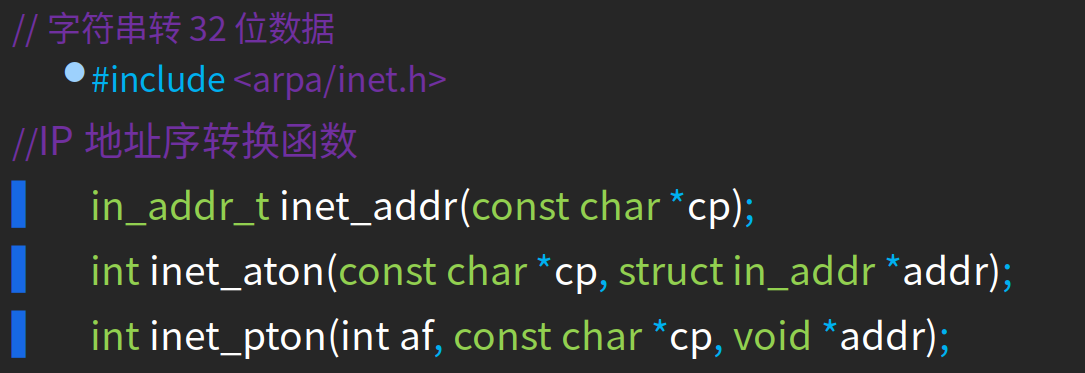 // 字符串转 32 位数据
#include <arpa/inet.h>
//IP 地址序转换函数
in_addr_t inet_addr(const char *cp);
int inet_aton(const char *cp, struct in_addr *addr);
int inet_pton(int af, const char *cp, void *addr);